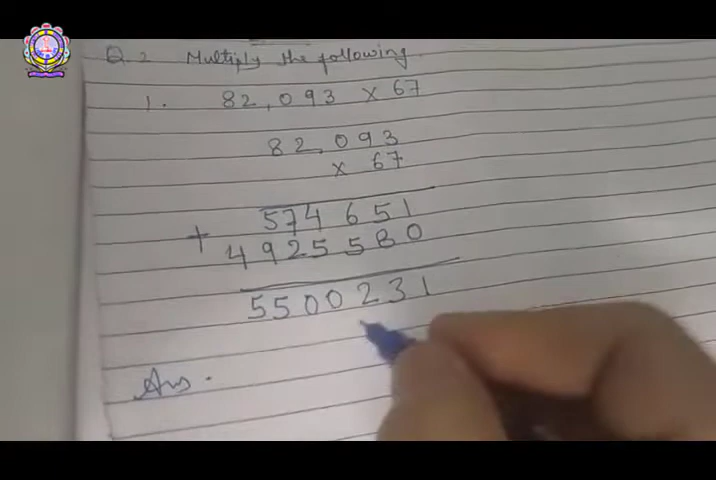 Q.2 Multiply the following
1. 82,093 x 67
82,093
x 67
574651
+ 4925580
5500231
Ans.